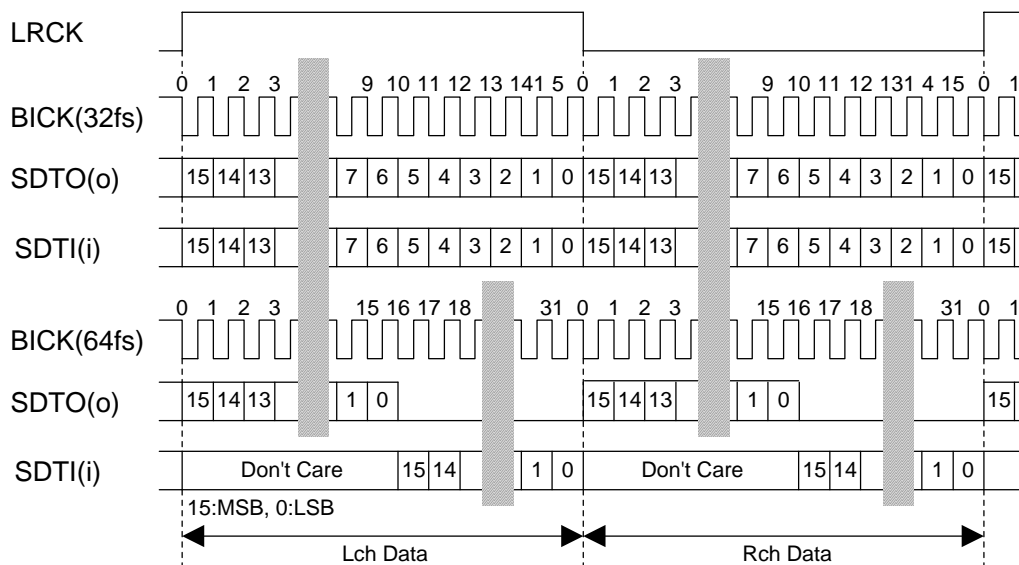 LRCK
0 1 2 3 9 10 11 12 13 141 5 0 1 2 3 9 10 11 12 131 4 15 0 1
BICK(32fs)
SDTO(o) 15 14 13 7 6 5 4 3 2 1 0 15 14 13 7 6 5 4 3 2 1 0 15
SDTI(i) 15 14 13 7 6 5 4 3 2 1 0 15 14 13 7 6 5 4 3 2 1 0 15
0 1 2 3 15 16 17 18 31 0 1 2 3 15 16 17 18 31 0 1
BICK(64fs)
SDTO(o) 15 14 13 1 0 15 14 13 1 0 15
SDTI(i) Don't Care 15 14 1 0 Don't Care 15 14 1 0
15:MSB, 0:LSB
Lch Data Rch Data